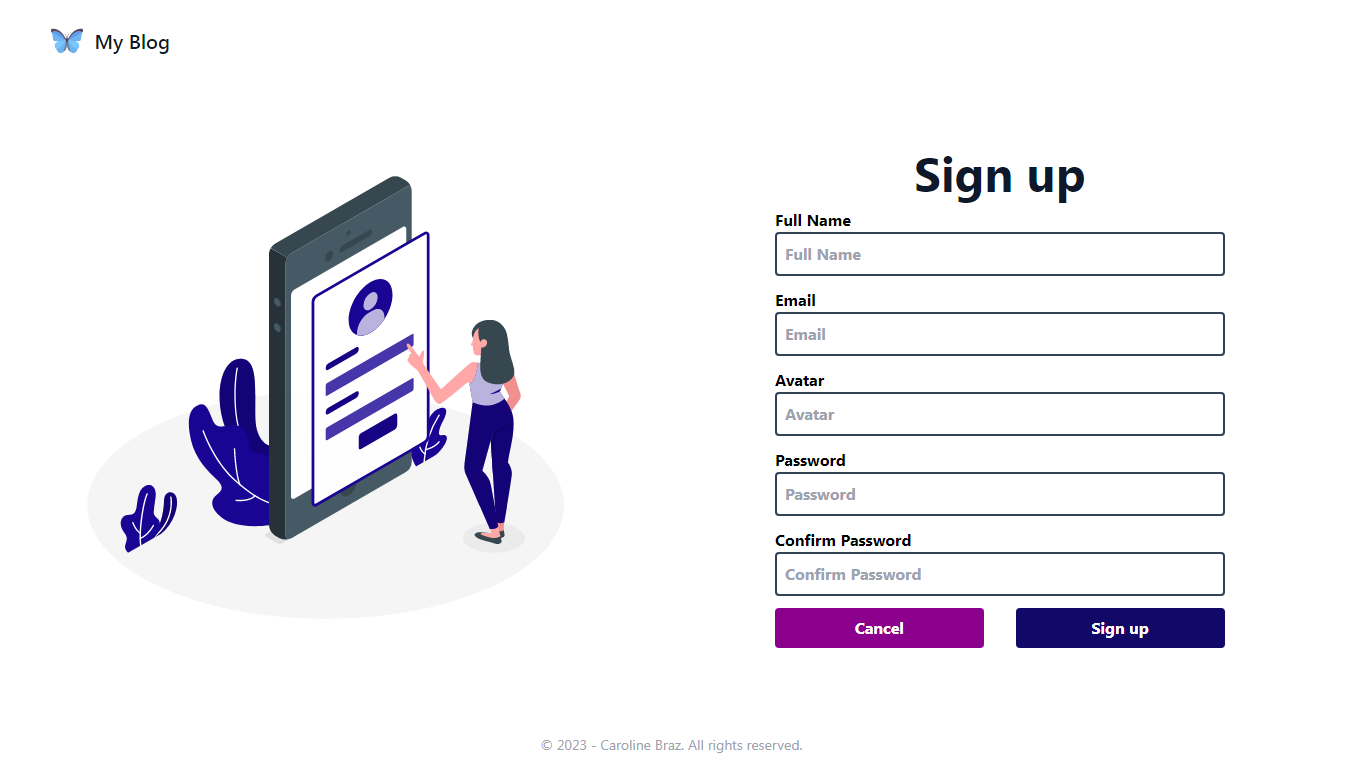 My Blog
Sign up
Full Name
Full Name
Email
Email
Avatar
Avatar
Password
Password
Confirm Password
Confirm Password
Cancel
Sign up
© 2023 - Caroline Braz. All rights reserved.